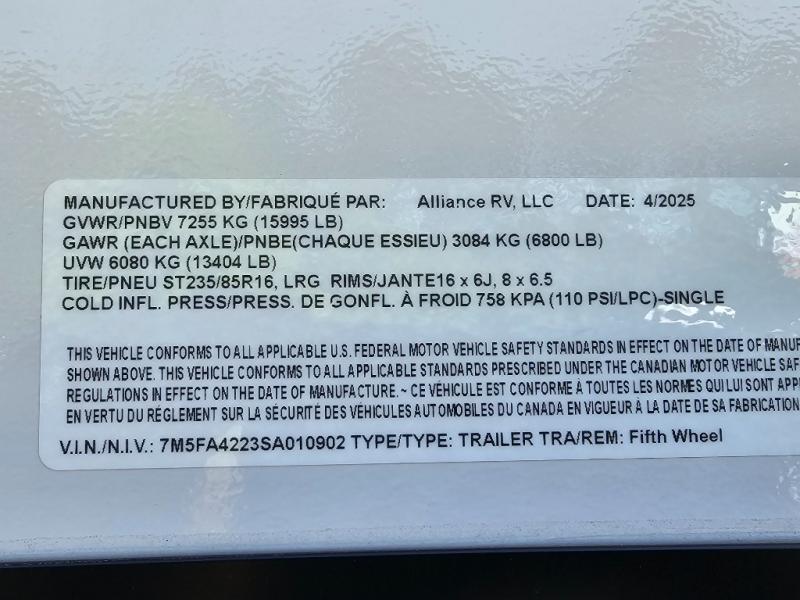 MANUFACTURED BY/FABRIQUÉ PAR: Alliance RV, LLC DATE: 4/2025
GVWR/PNBV 7255 KG (15995 LB)
GAWR (EACH AXLE)/PNBE(CHAQUE ESSIEU) 3084 KG (6800 LB)
UVW 6080 KG (13404 LB)
TIRE/PNEU ST235/85R16, LRG RIMS/JANTE16 x 6J, 8 x 6.5
COLD INFL. PRESS/PRESS. DE GONFL. À FROID 758 KPA (110 PSI/LPC)-SINGLE
THIS VEHICLE CONFORMS TO ALL APPLICABLE U.S. FEDERAL MOTOR VEHICLE SAFETY STANDARDS IN EFFECT ON THE DATE OF MANUF
SHOWN ABOVE. THIS VEHICLE CONFORMS TO ALL APPLICABLE STANDARDS PRESCRIBED UNDER THE CANADIAN MOTOR VEHICLE SAF
REGULATIONS IN EFFECT ON THE DATE OF MANUFACTURE. ~ CE VÉHICULE EST CONFORME À TOUTES LES NORMES QUI LUI SONT APP
EN VERTU DU RÉGLEMENT SUR LA SÉCURITÉ DES VÉHICULES AUTOMOBILES DU CANADA EN VIGUEUR À LA DATE DE SA FABRICATION
V.I.N./N.I.V.: 7M5FA4223SA010902 TYPE/TYPE: TRAILER TRA/REM: Fifth Wheel